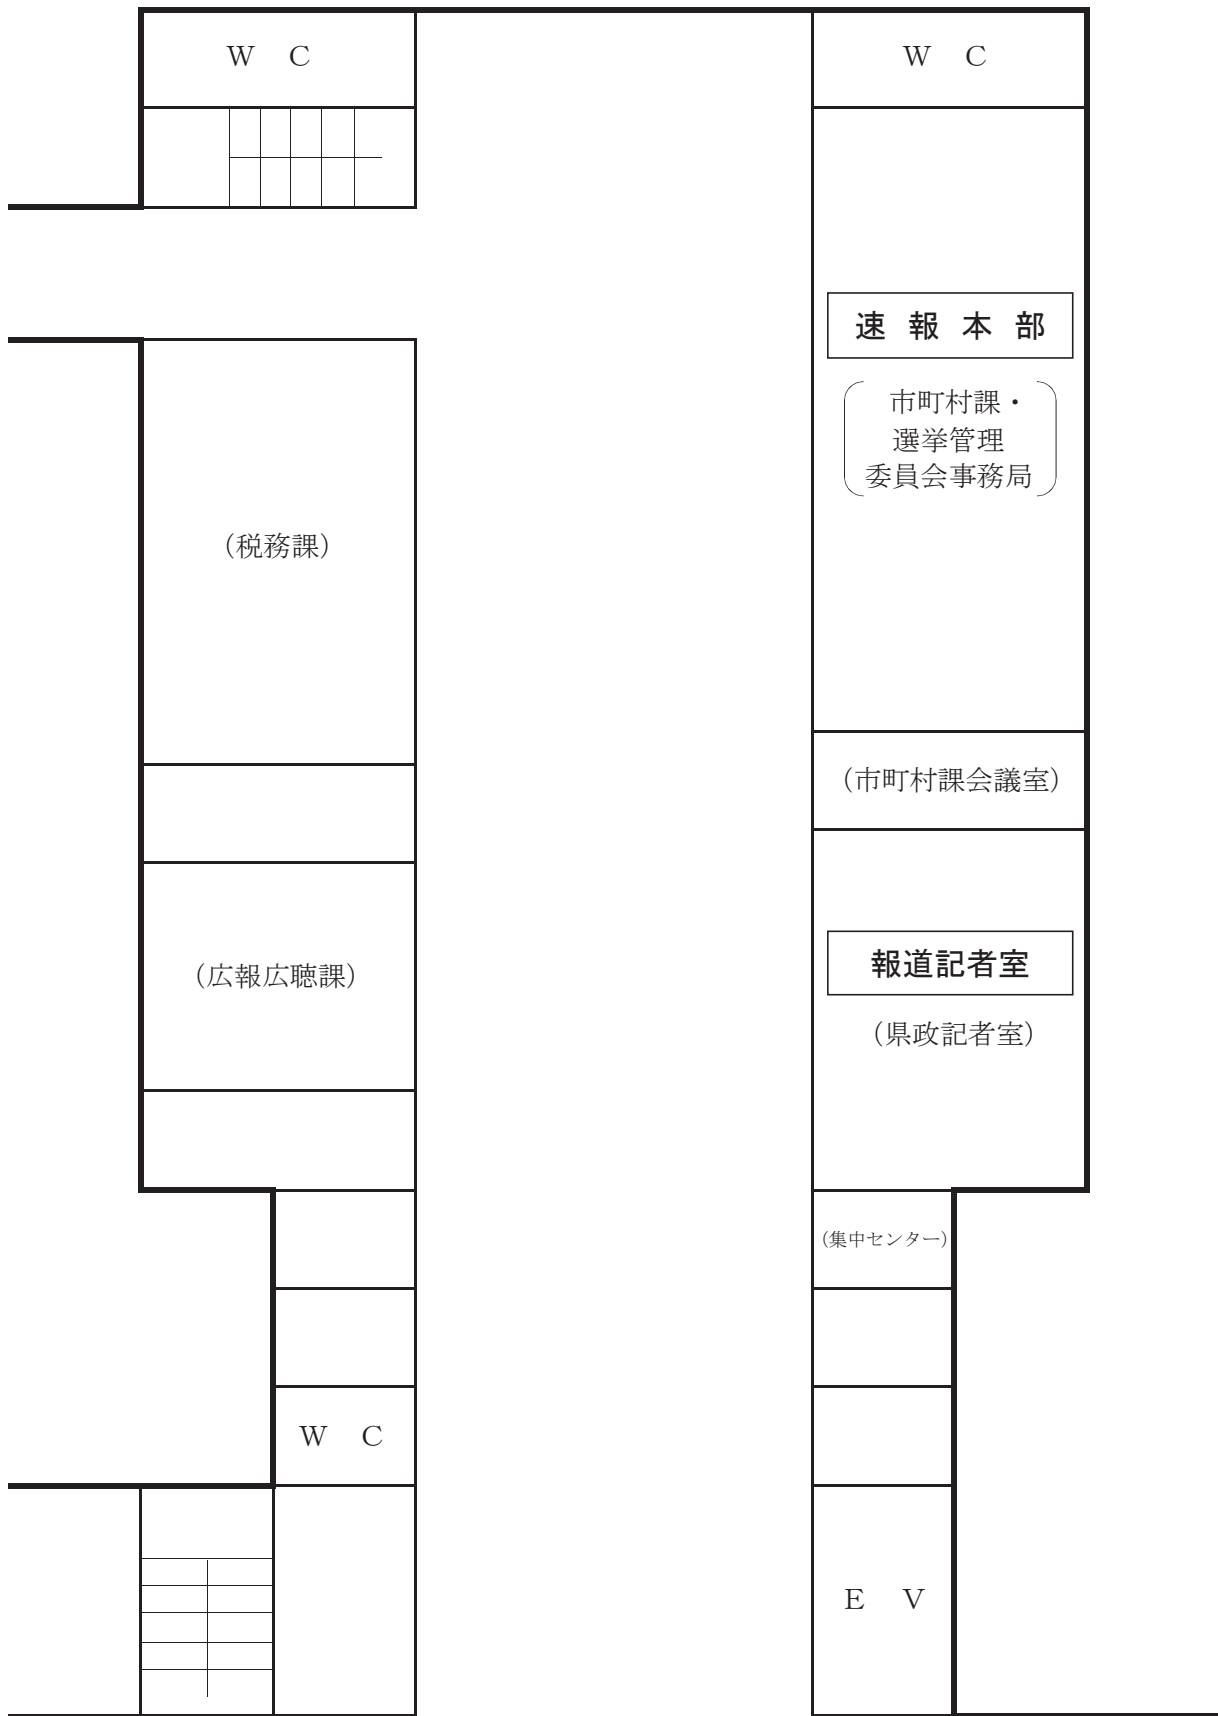 W C
W C
速報本部
市町村課・
選挙管理
委員会事務局
(税務課)
(市町村課会議室)
(広報広聴課)
報道記者室
(県政記者室)
(集中センター)
W C
E V